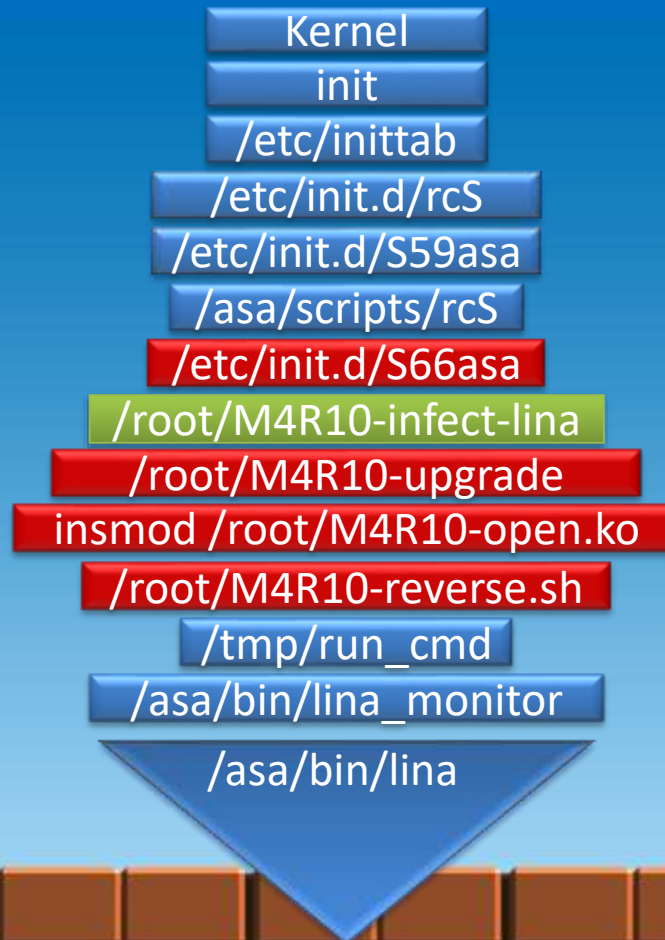 Kernel
init
/etc/inittab
/etc/init.d/rcS
/etc/init.d/S59asa
/asa/scripts/rcS
/etc/init.d/S66asa
/root/M4R10-infect-lina
/root/M4R10-upgrade
insmod /root/M4R10-open.ko
/root/M4R10-reverse.sh
/tmp/run_cmd
/asa/bin/lina_monitor
/asa/bin/lina